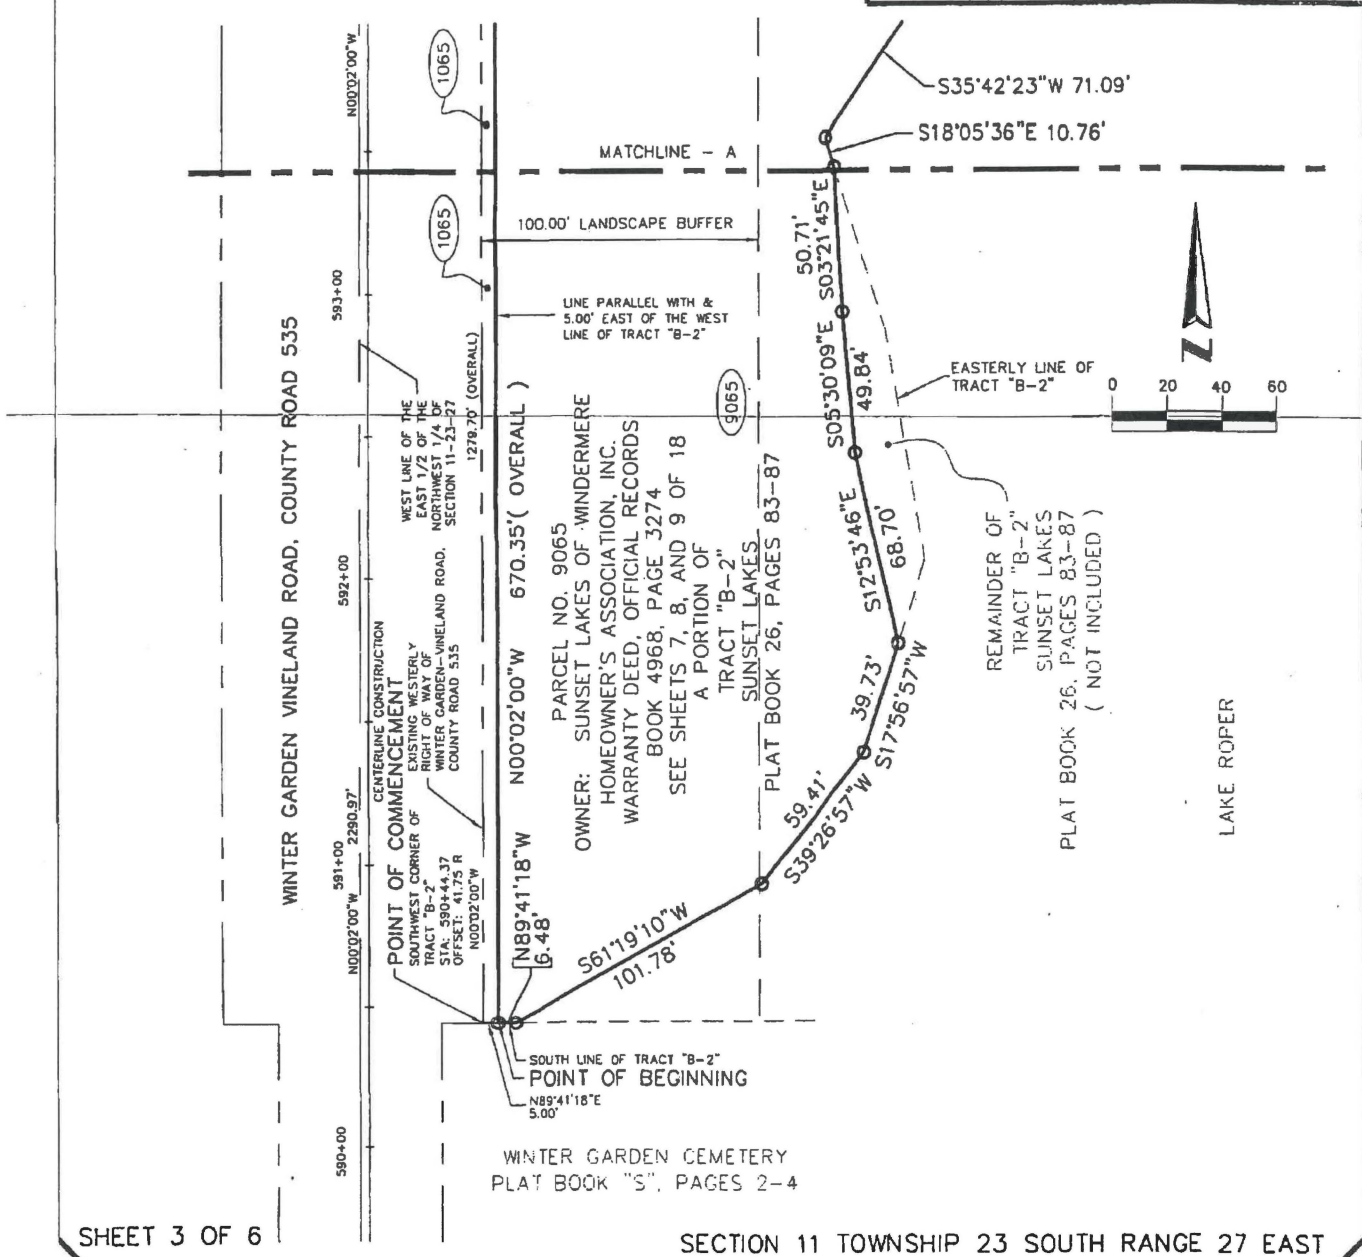 S35°42'23"W 71.09'
S18°05'36"E 10.76'
MATCHLINE - A
N00°02'00"W
1065
1065
100.00' LANDSCAPE BUFFER
50.71'
S03°21'45"E
LINE PARALLEL WITH &
5.00' EAST OF THE WEST
LINE OF TRACT "B-2"
593+00
WINTER GARDEN VINELAND ROAD, COUNTY ROAD 535
WEST LINE OF THE
EAST 1/2 OF THE
NORTHWEST 1/4 OF
SECTION 11-23-27
1279.70' (OVERALL)
N00°02'00"W 670.35'( OVERALL )
9065
S05°30'09"E
49.84'
EASTERLY LINE OF
TRACT "B-2"
Z
0 20 40 60
PARCEL NO. 9065
OWNER: SUNSET LAKES OF WINDERMERE
HOMEOWNER'S ASSOCIATION, INC.
WARRANTY DEED, OFFICIAL RECORDS
BOOK 4968, PAGE 3274
SEE SHEETS 7, 8, AND 9 OF 18
A PORTION OF
TRACT "B-2"
SUNSET LAKES
PLAT BOOK 26, PAGES 83-87
S12°53'46"E
68.70'
REMAINDER OF
TRACT "B-2"
SUNSET LAKES
PLAT BOOK 26, PAGES 83-87
( NOT INCLUDED )
592+00
CENTERLINE CONSTRUCTION
N00°02'00"W 2290.97'
EXISTING WESTERLY
RIGHT OF WAY OF
WINTER GARDEN-VINELAND ROAD,
COUNTY ROAD 535
39.73'
S17°56'57"W
59.41'
S39°26'57"W
LAKE ROPER
591+00
POINT OF COMMENCEMENT
SOUTHWEST CORNER OF
TRACT "B-2"
STA: 590+44.37
OFFSET: 41.75 R
N00°02'00"W
N89°41'18"W
6.48'
S61°19'10"W
101.78'
SOUTH LINE OF TRACT "B-2"
POINT OF BEGINNING
N89°41'18"E
5.00'
590+00
WINTER GARDEN CEMETERY
PLAT BOOK "S", PAGES 2-4
SHEET 3 OF 6
SECTION 11 TOWNSHIP 23 SOUTH RANGE 27 EAST